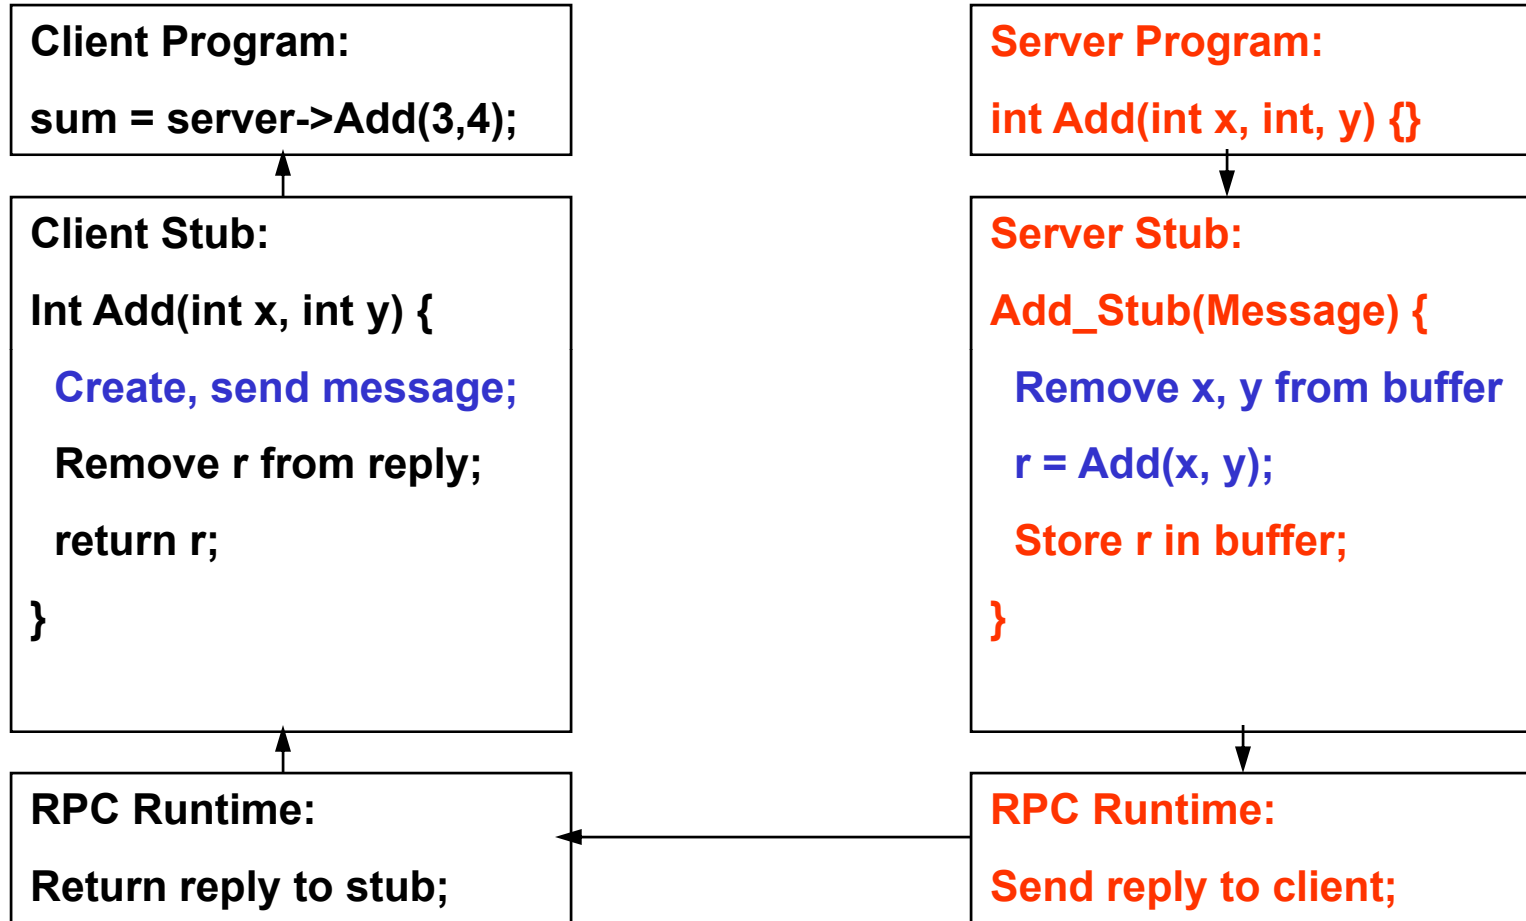 Client Program:
sum = server->Add(3,4);
Client Stub:
Int Add(int x, int y) {
Create, send message;
Remove r from reply;
return r;
}
RPC Runtime:
Return reply to stub;
Server Program:
int Add(int x, int, y) {}
Server Stub:
Add_Stub(Message) {
Remove x, y from buffer
r = Add(x, y);
Store r in buffer;
}
RPC Runtime:
Send reply to client;